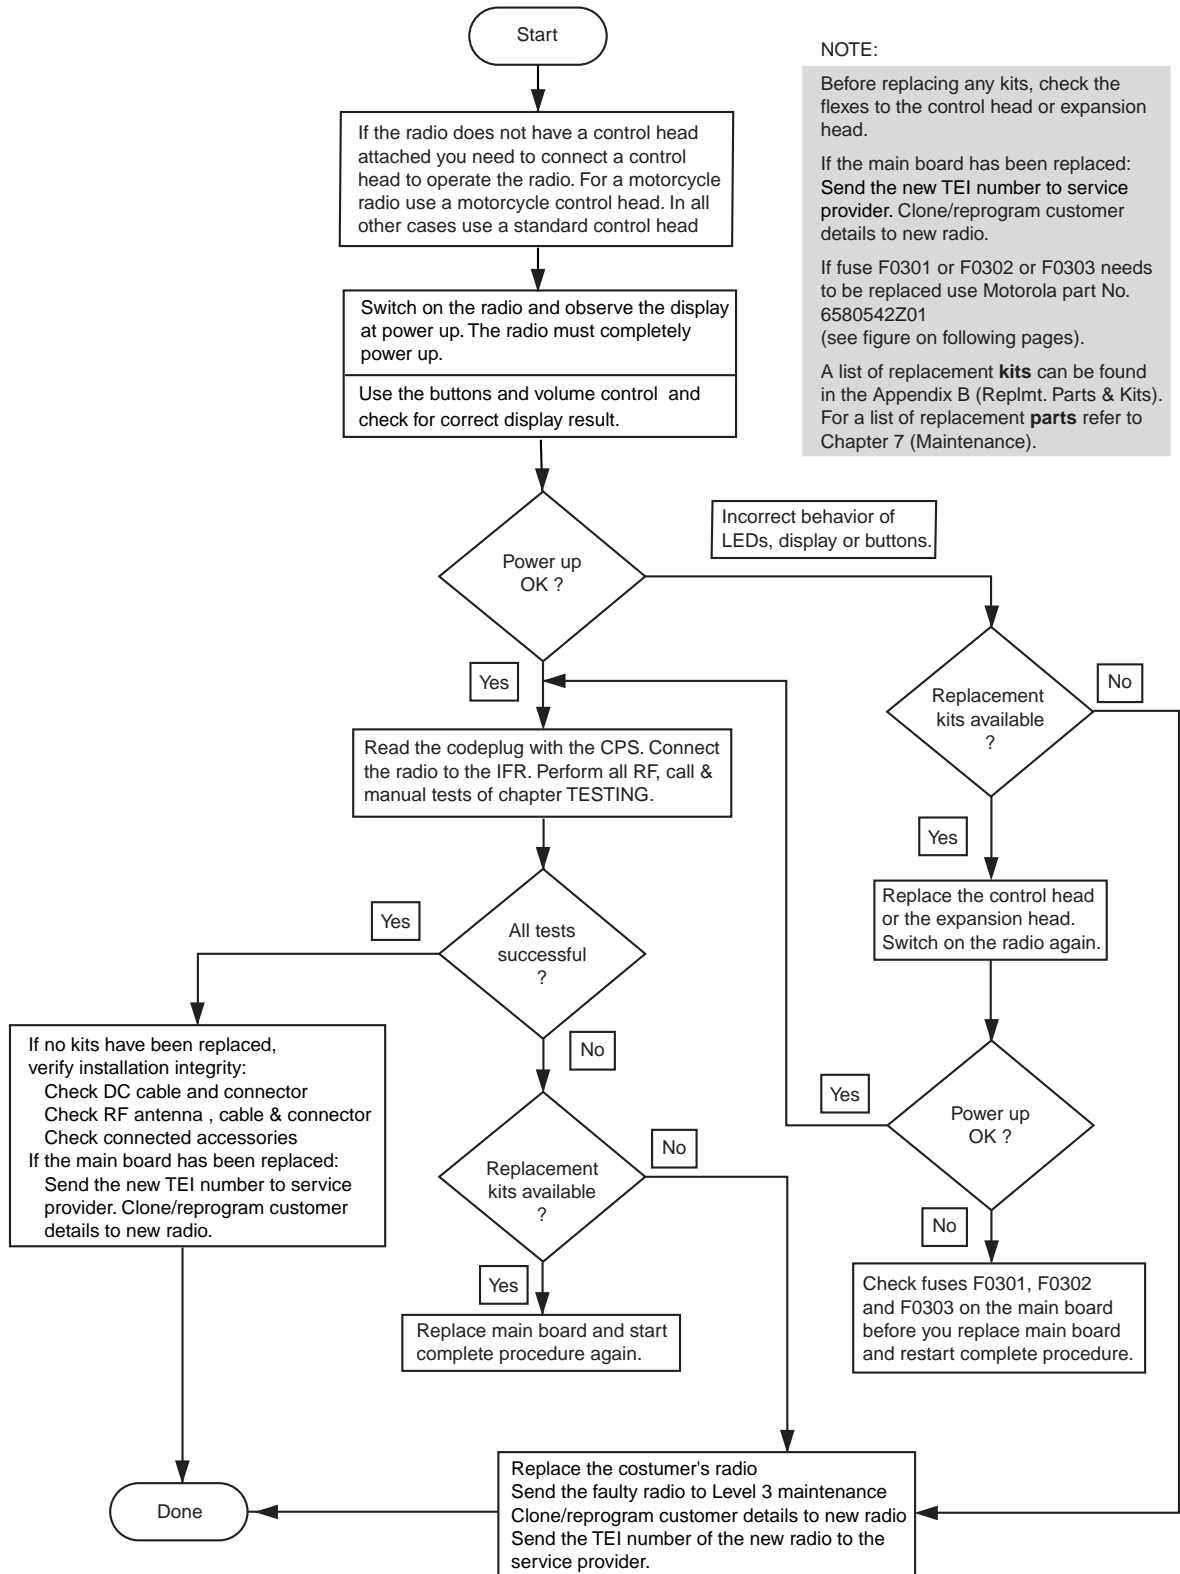 Start
NOTE:
Before replacing any kits, check the
flexes to the control head or expansion
head.
If the main board has been replaced:
Send the new TEI number to service
provider. Clone/reprogram customer
details to new radio.
If fuse F0301 or F0302 or F0303 needs
to be replaced use Motorola part No.
6580542Z01
(see figure on following pages).
A list of replacement kits can be found
in the Appendix B (Replmt. Parts & Kits).
For a list of replacement parts refer to
Chapter 7 (Maintenance).
If the radio does not have a control head
attached you need to connect a control
head to operate the radio. For a motorcycle
radio use a motorcycle control head. In all
other cases use a standard control head
Switch on the radio and observe the display
at power up. The radio must completely
power up.
Use the buttons and volume control and
check for correct display result.
Power up
OK ?
Incorrect behavior of
LEDs, display or buttons.
Yes
Replacement
kits available
?
No
Read the codeplug with the CPS. Connect
the radio to the IFR. Perform all RF, call &
manual tests of chapter TESTING.
Yes
Replace the control head
or the expansion head.
Switch on the radio again.
Yes
All tests
successful
?
No
If no kits have been replaced,
verify installation integrity:
Check DC cable and connector
Check RF antenna , cable & connector
Check connected accessories
If the main board has been replaced:
Send the new TEI number to service
provider. Clone/reprogram customer
details to new radio.
Yes
Power up
OK ?
No
Replacement
kits available
?
No
Yes
Check fuses F0301, F0302
and F0303 on the main board
before you replace main board
and restart complete procedure.
Replace main board and start
complete procedure again.
Replace the costumer's radio
Send the faulty radio to Level 3 maintenance
Clone/reprogram customer details to new radio
Send the TEI number of the new radio to the
service provider.
Done